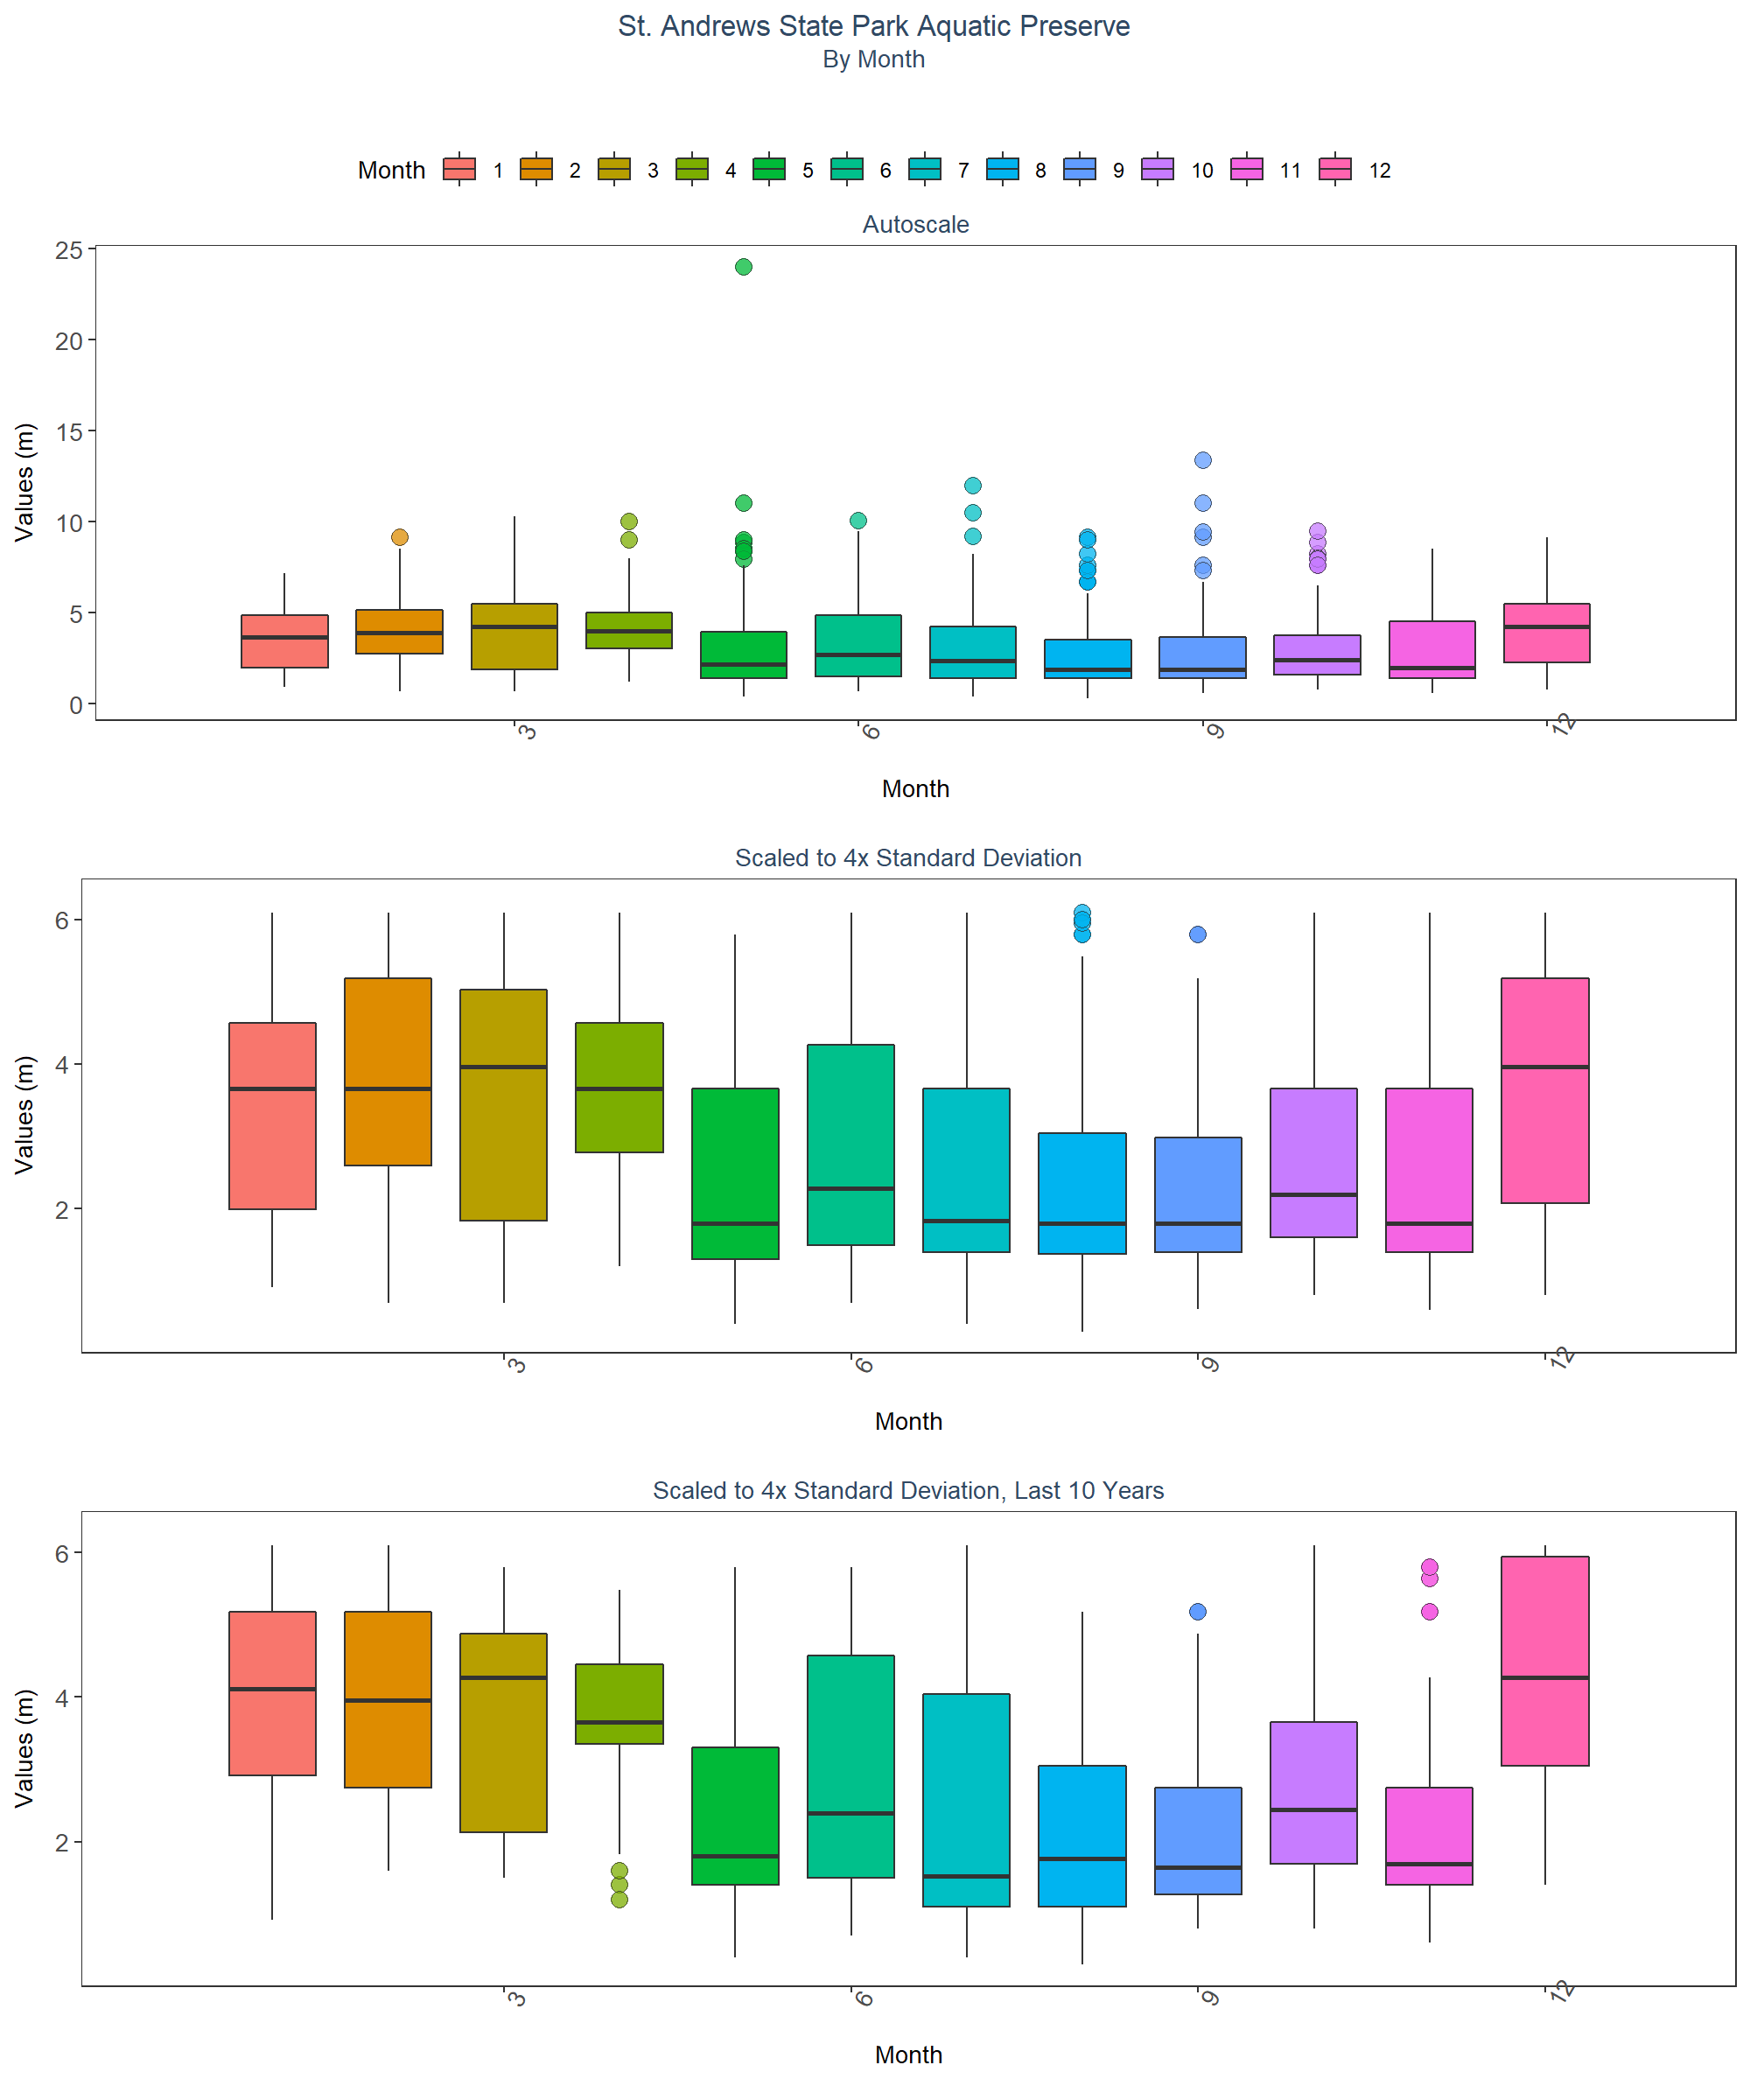 St. Andrews State Park Aquatic Preserve
By Month
Month 1 2 3 4 5 6 7 8 9 10 11 12
Autoscale
25
20
15
10
5
0
Values (m)
3 6 9 12
Month
Scaled to 4x Standard Deviation
6
4
2
Values (m)
3 6 9 12
Month
Scaled to 4x Standard Deviation, Last 10 Years
6
4
2
Values (m)
3 6 9 12
Month